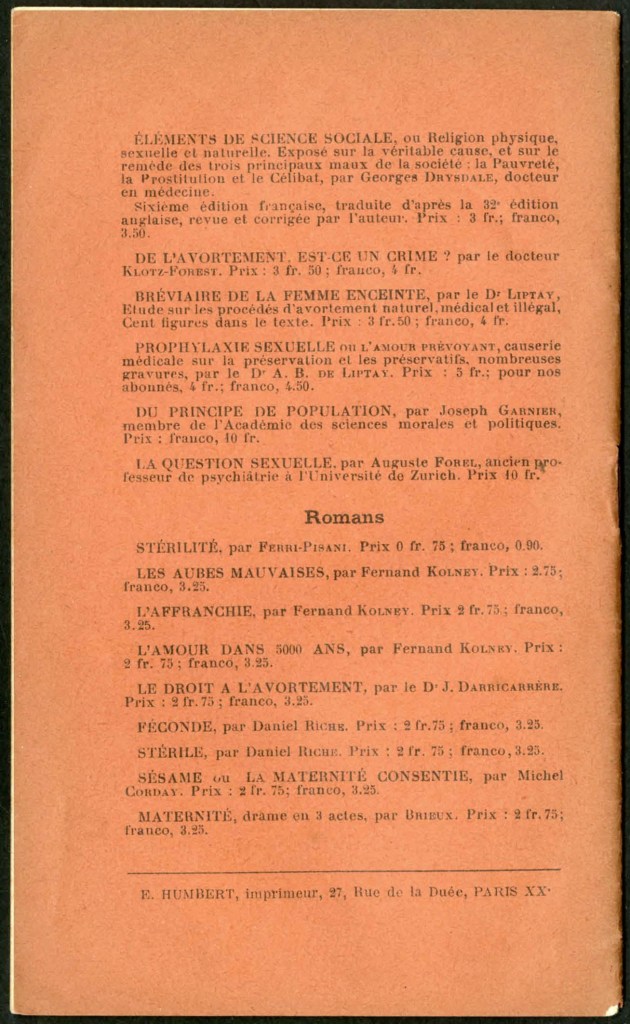 ÉLÉMENTS DE SCIENCE SOCIALE, ou Religion physique,
sexuelle et naturelle. Exposé sur la véritable cause, et sur le
remède des trois principaux maux de la société : la Pauvreté,
la Prostitution et le Célibat, par Georges DRYSDALE, docteur
en médecine.
Sixième édition française, traduite d'après la 32e édition
anglaise, revue et corrigée par l'auteur. Prix : 3 fr.; franco,
3.50.
DE L'AVORTEMENT. EST-CE UN CRIME ? par le docteur
KLOTZ-FOREST. Prix : 3 fr. 50 ; franco, 4 fr.
BRÉVIAIRE DE LA FEMME ENCEINTE, par le Dr LIPTAY,
Etude sur les procédés d'avortement naturel, médical et illégal,
Cent figures dans le texte. Prix : 3 fr. 50 ; franco, 4 fr.
PROPHYLAXIE SEXUELLE ou L'AMOUR PRÉVOYANT, causerie
médicale sur la préservation et les préservatifs, nombreuses
gravures, par le Dr A. B. DE LIPTAY. Prix : 5 fr.; pour nos
abonnés, 4 fr.; franco, 4.50.
DU PRINCIPE DE POPULATION, par Joseph GARNIER,
membre de l'Académie des sciences morales et politiques.
Prix : franco, 10 fr.
LA QUESTION SEXUELLE, par Auguste FOREL, ancien pro-
fesseur de psychiâtrie à l'Université de Zurich. Prix 10 fr.
Romans
STÉRILITÉ, par FERRI-PISANI. Prix 0 fr. 75 ; franco, 0.90.
LES AUBES MAUVAISES, par Fernand KOLNEY. Prix : 2.75;
franco, 3.25.
L'AFFRANCHIE, par Fernand KOLNEY. Prix 2 fr. 75 ; franco,
3.25.
L'AMOUR DANS 5000 ANS, par Fernand KOLNEY. Prix :
2 fr. 75 ; franco, 3.25.
LE DROIT A L'AVORTEMENT, par le Dr J. DARRICARRÈRE.
Prix : 2 fr. 75 ; franco, 3.25.
FÉCONDE, par Daniel RICHE. Prix : 2 fr. 75 ; franco, 3.25.
STÉRILE, par Daniel RICHE. Prix : 2 fr. 75 ; franco, 3.25.
SÉSAME ou LA MATERNITÉ CONSENTIE, par Michel
CORDAY. Prix : 2 fr. 75; franco, 3.25.
MATERNITÉ, drame en 3 actes, par BRIEUX. Prix : 2 fr. 75;
franco, 3.25.
E. HUMBERT, imprimeur, 27, Rue de la Duée, PARIS XXe